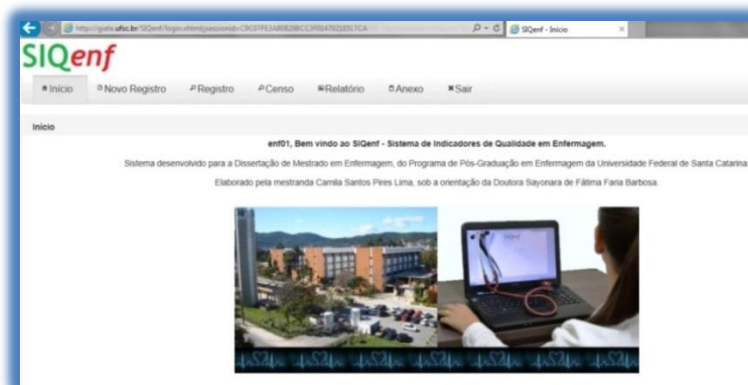 SIQenf - Início
SIQenf
Início Novo Registro Registro Censo Relatório Anexo Sair
Início
enf01, Bem vindo ao SIQenf - Sistema de Indicadores de Qualidade em Enfermagem.
Sistema desenvolvido para a Dissertação de Mestrado em Enfermagem, do Programa de Pós-Graduação em Enfermagem da Universidade Federal de Santa Catarina
Elaborado pela mestranda Camila Santos Pires Lima, sob a orientação da Doutora Sayonara de Fátima Faria Barbosa.